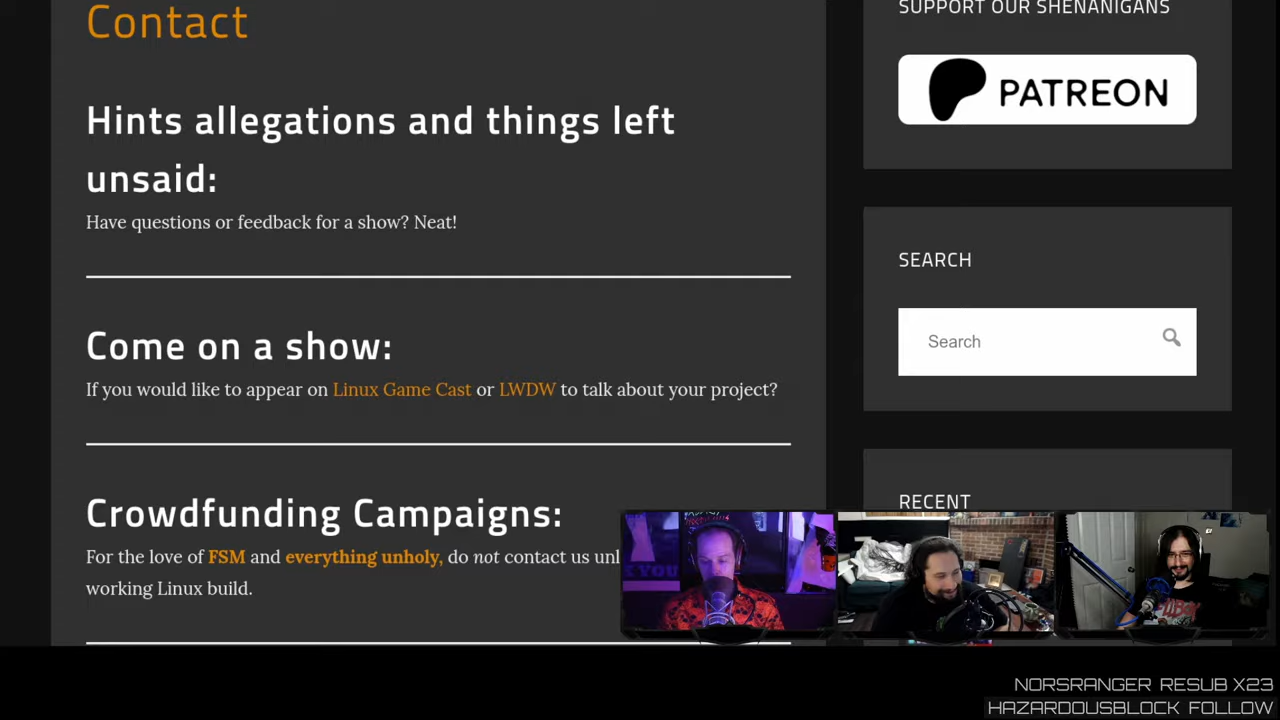 Contact
Hints allegations and things left
unsaid:
Have questions or feedback for a show? Neat!
Come on a show:
If you would like to appear on Linux Game Cast or LWDW to talk about your project?
Crowdfunding Campaigns:
For the love of FSM and everything unholy, do not contact us unl
working Linux build.
SUPPORT OUR SHENANIGANS
PATREON
SEARCH
Search
RECENT
NORSRANGER RESUB X23
HAZARDOUSBLOCK FOLLOW